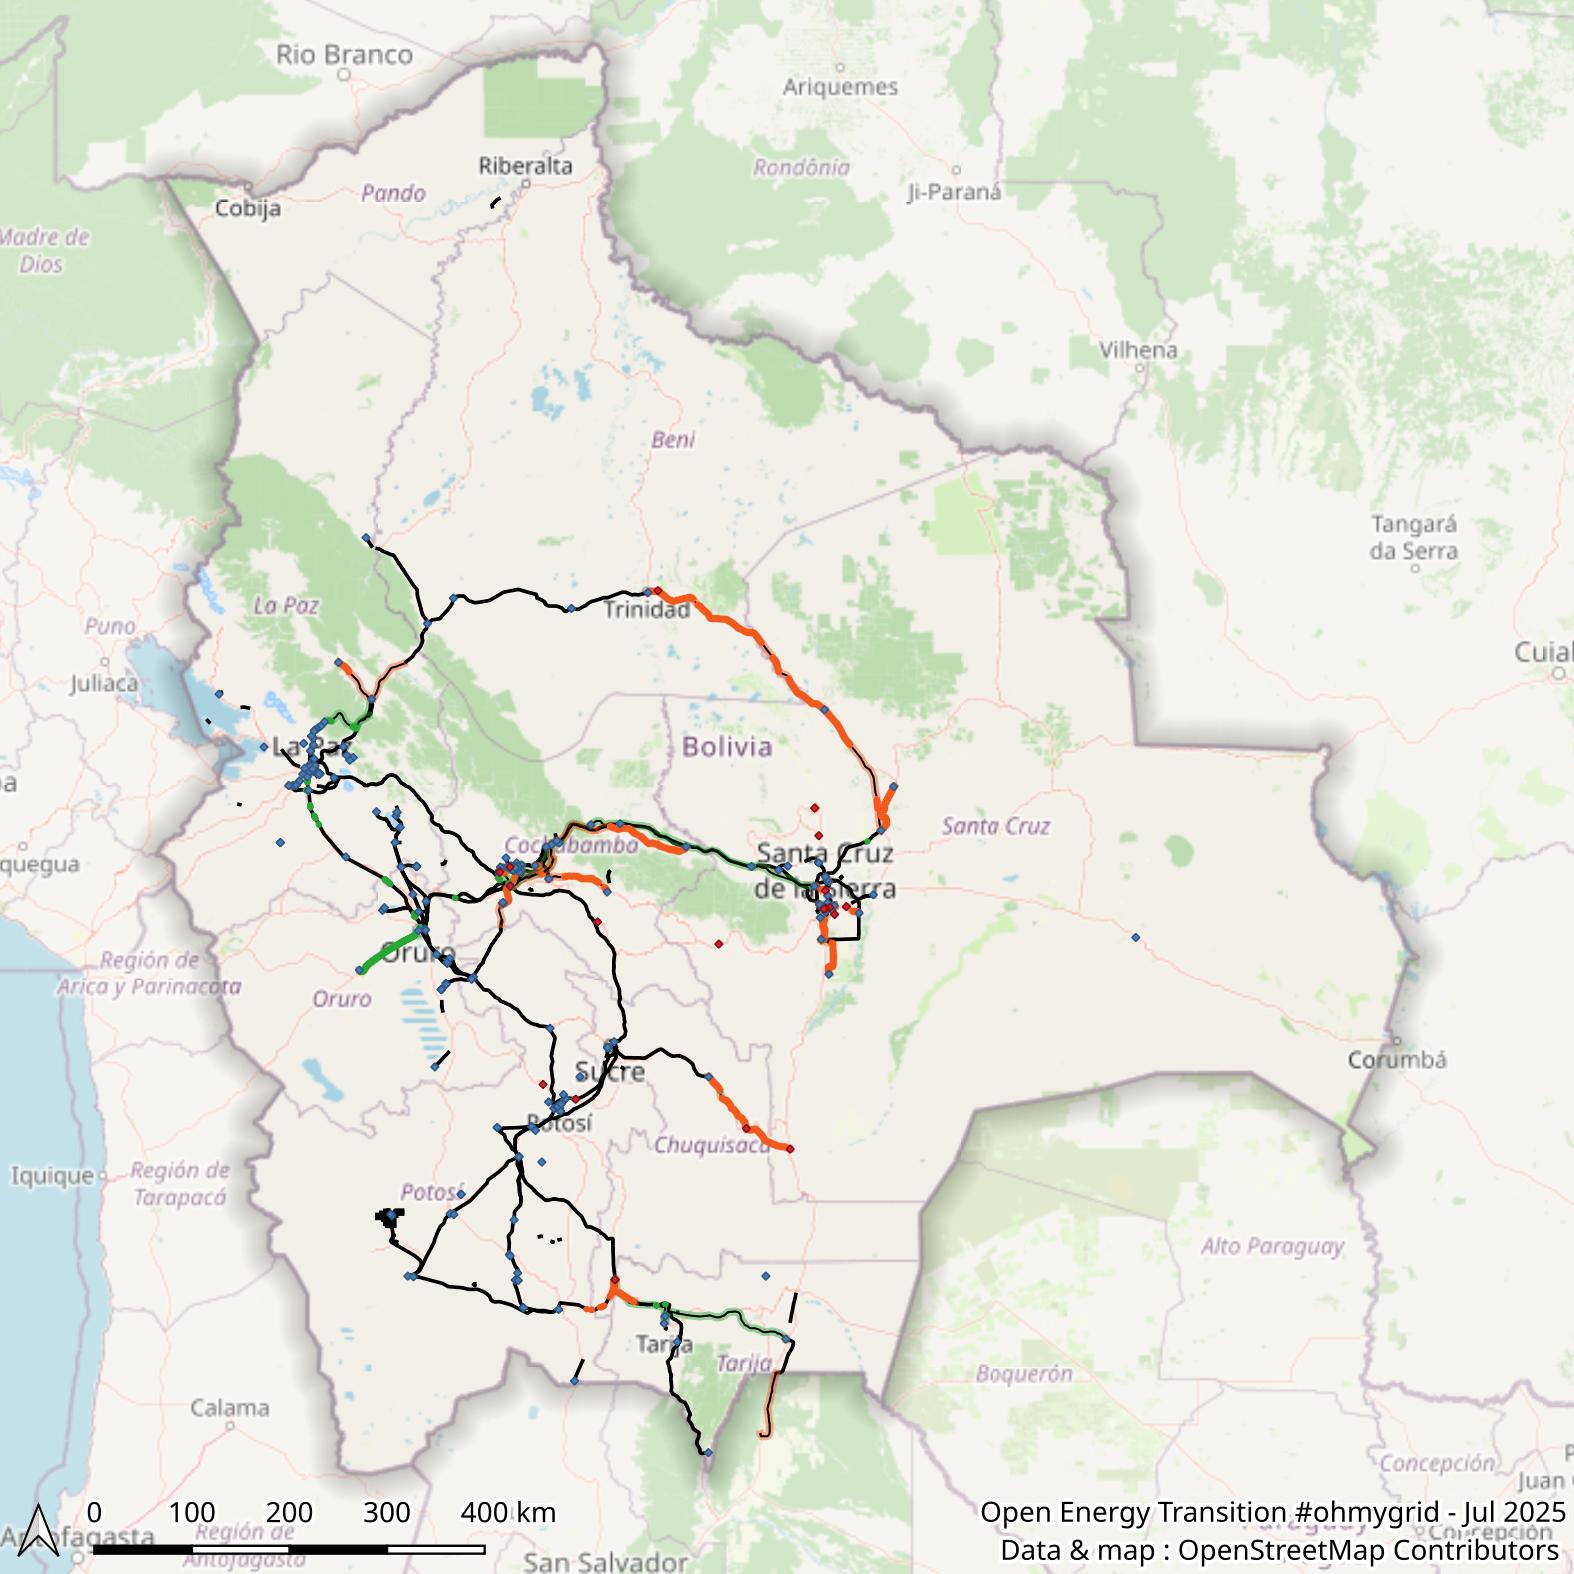 Rio Branco
Ariquemes
Riberalta
Rondônia
Pando
Ji-Paraná
Cobija
Madre de
Dios
Vilhena
Beni
Tangará
da Serra
La Paz
Trinidad
Puno
Juliaca
La Paz
Bolivia
Santa Cruz
Santa Cruz
de la Sierra
Oruro
Región de
Arica y Parinacota
Oruro
Corumbá
Sucre
Potosí
Chuquisaca
Iquique
Región de
Tarapacá
Potosí
Alto Paraguay
Tarija
Tarija
Boquerón
Calama
Concepción
0 100 200 300 400 km
Open Energy Transition #ohmygrid - Jul 2025
Región de
Antofagasta
Concepción
Antofagasta
Data & map : OpenStreetMap Contributors
San Salvador